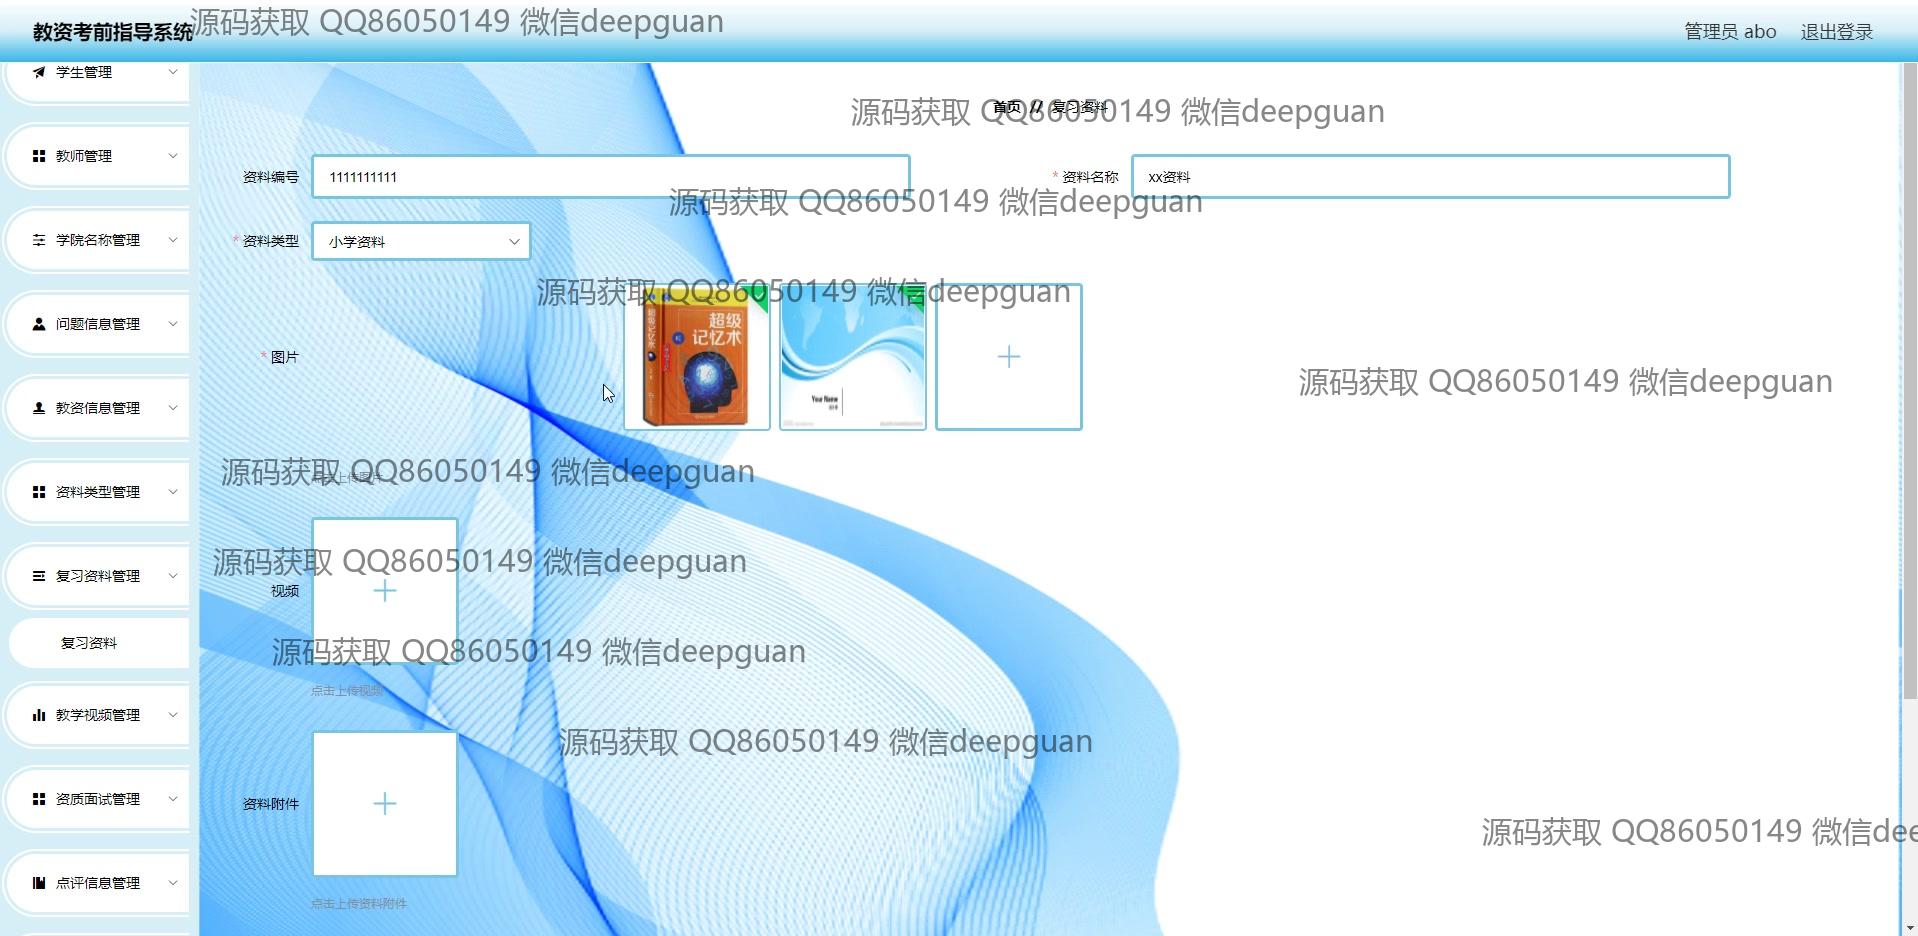 教资考前指导系统
源码获取 QQ86050149 微信deepguan
管理员 abo
退出登录
学生管理
教师管理
学院名称管理
问题信息管理
教资信息管理
资料类型管理
复习资料管理
复习资料
教学视频管理
资质面试管理
点评信息管理
首页 // 复习资料
源码获取 QQ86050149 微信deepguan
资料编号
1111111111
* 资料名称
xx资料
源码获取 QQ86050149 微信deepguan
* 资料类型
小学资料
源码获取 QQ86050149 微信deepguan
* 图片
超级
记忆术
超级记忆术
Your Name
源码获取 QQ86050149 微信deepguan
源码获取 QQ86050149 微信deepguan
点击上传图片
源码获取 QQ86050149 微信deepguan
视频
源码获取 QQ86050149 微信deepguan
点击上传视频
源码获取 QQ86050149 微信deepguan
资料附件
源码获取 QQ86050149 微信dee
点击上传资料附件